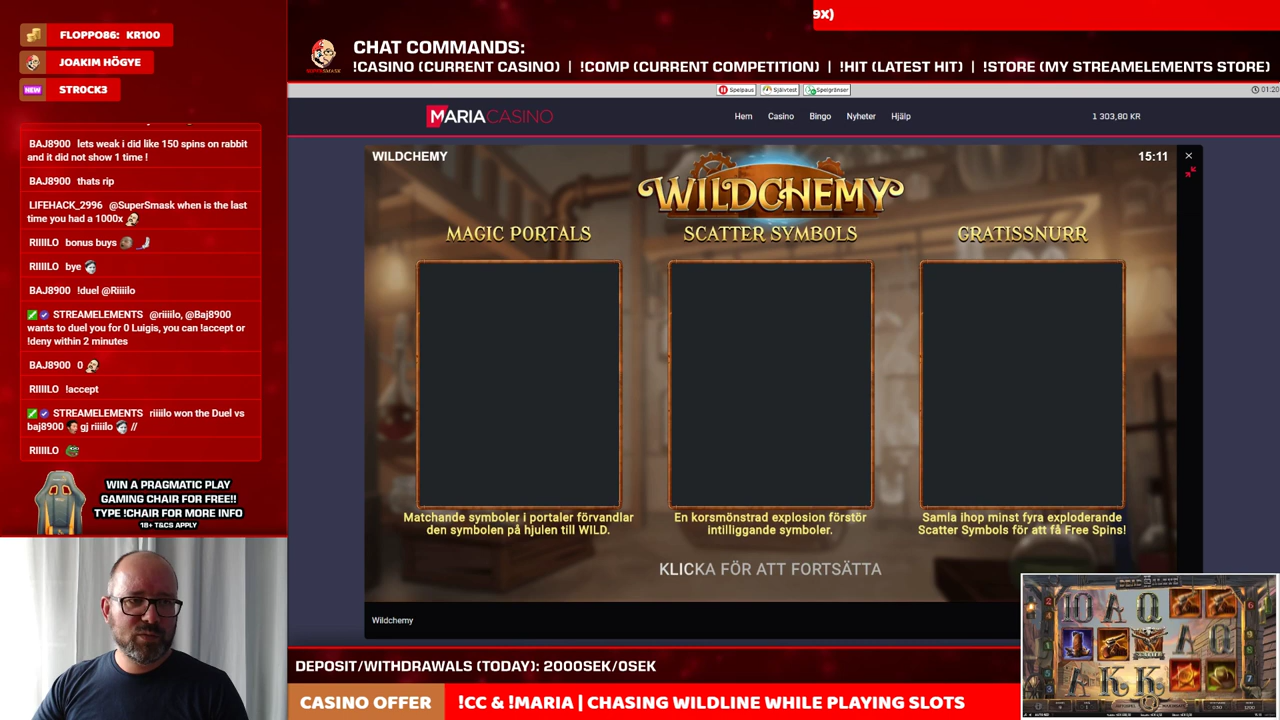 FLOPPO86: KR100
JOAKIM HÖGYE
NEW STROCK3
BAJ8900 lets weak i did like 150 spins on rabbit
and it did not show 1 time !
BAJ8900 thats rip
LIFEHACK_2996 @SuperSmask when is the last
time you had a 1000x
RIIIILO bonus buys
RIIIILO bye
BAJ8900 !duel @Riiiilo
STREAMELEMENTS @riiiilo, @Baj8900
wants to duel you for 0 Luigis, you can !accept or
!deny within 2 minutes
BAJ8900 0
RIIIILO !accept
STREAMELEMENTS riiiilo won the Duel vs
baj8900 gj riiiilo //
RIIIILO
WIN A PRAGMATIC PLAY
GAMING CHAIR FOR FREE!!
TYPE !CHAIR FOR MORE INFO
18+ T&CS APPLY
9X)
CHAT COMMANDS:
!CASINO (CURRENT CASINO) | !COMP (CURRENT COMPETITION) | !HIT (LATEST HIT) | !STORE (MY STREAMELEMENTS STORE)
Spelpaus Självtest Spelgränser 01:20
MARIACASINO Hem Casino Bingo Nyheter Hjälp 1 303,80 KR
WILDCHEMY 15:11
WILDCHEMY
MAGIC PORTALS SCATTER SYMBOLS GRATISSNURR
Matchande symboler i portaler förvandlar
den symbolen på hjulen till WILD.
En korsmönstrad explosion förstör
intilliggande symboler.
Samla ihop minst fyra exploderande
Scatter Symbols för att få Free Spins!
KLICKA FÖR ATT FORTSÄTTA
Wildchemy
DEPOSIT/WITHDRAWALS (TODAY): 2000SEK/0SEK
CASINO OFFER !CC & !MARIA | CHASING WILDLINE WHILE PLAYING SLOTS